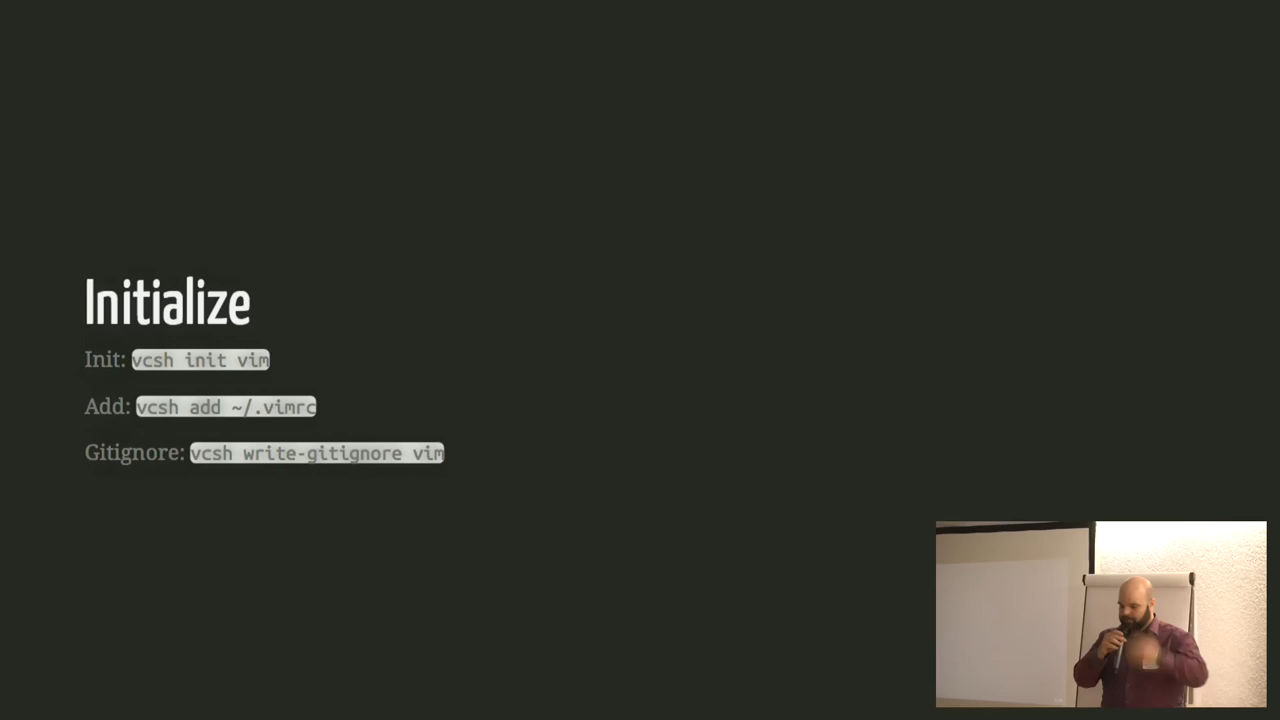 Initialize
Init: vcsh init vim
Add: vcsh add ~/.vimrc
Gitignore: vcsh write-gitignore vim